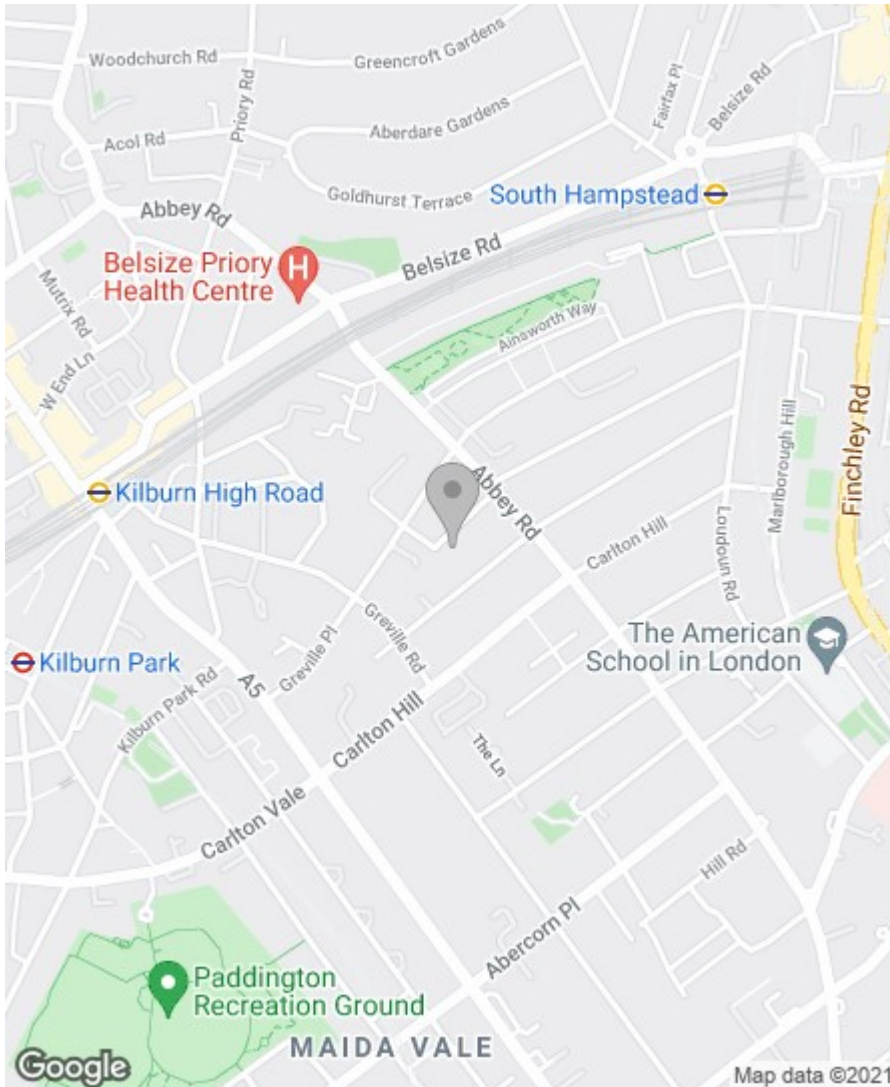 Greencroft Gardens
Woodchurch Rd
Fairfax Pl
Belsize Rd
Priory Rd
Aberdare Gardens
Acol Rd
Goldhurst Terrace
South Hampstead
Abbey Rd
Belsize Rd
Belsize Priory
Health Centre
H
Mutrix Rd
Ainsworth Way
W End Ln
Marlborough Hill
Finchley Rd
Kilburn High Road
Abbey Rd
Carlton Hill
Loudoun Rd
Greville Pl
Greville Rd
The American
School in London
Kilburn Park
A5
Kilburn Park Rd
Carlton Hill
The Ln
Carlton Vale
Hill Rd
Abercorn Pl
Paddington
Recreation Ground
MAIDA VALE
Google
Map data ©2021